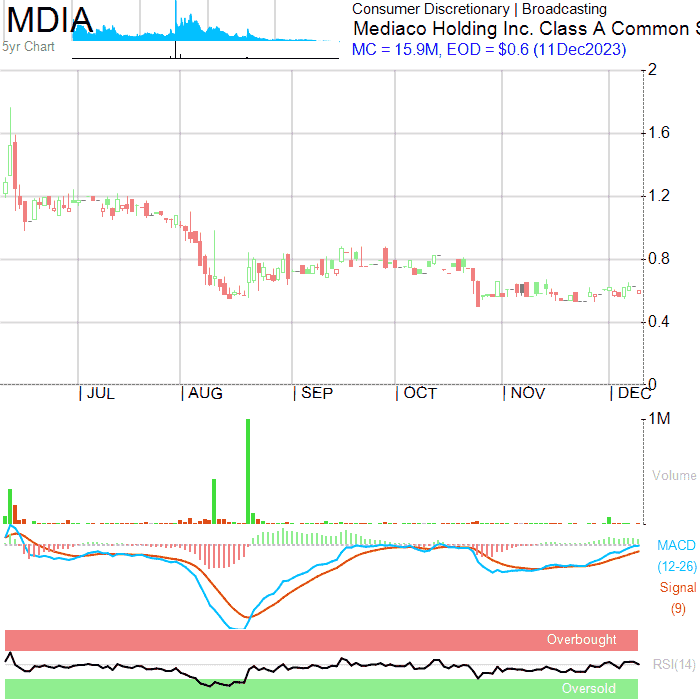 MDIA
5yr Chart
Consumer Discretionary | Broadcasting
Mediaco Holding Inc. Class A Common S
MC = 15.9M, EOD = $0.6 (11Dec2023)
2
1.6
1.2
0.8
0.4
0
| JUL | AUG | SEP | OCT | NOV | DEC
1M
Volume
MACD
(12-26)
Signal
(9)
Overbought
RSI(14)
Oversold